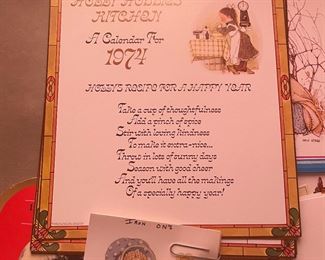 HOLLY HOBBIE'S
KITCHEN
A Calendar For
1974
HOLLY'S RECIPE FOR A HAPPY YEAR
Take a cup of thoughtfulness
Add a pinch of spice
Stir with loving kindness
To make it extra-nice...
Throw in lots of sunny days
Season with good cheer
And you'll have all the makings
Of a specially happy year!
IRON ONS